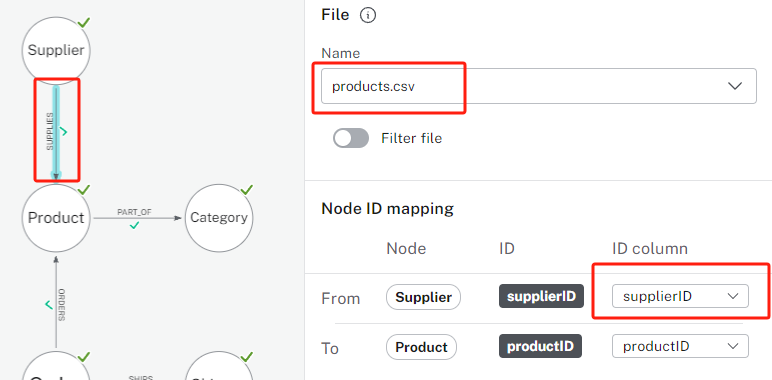 Supplier
SUPPLIES
Product
PART_OF
Category
ORDERS
SHIPS
File
Name
products.csv
Filter file
Node ID mapping
Node ID ID column
From Supplier supplierID supplierID
To Product productID productID